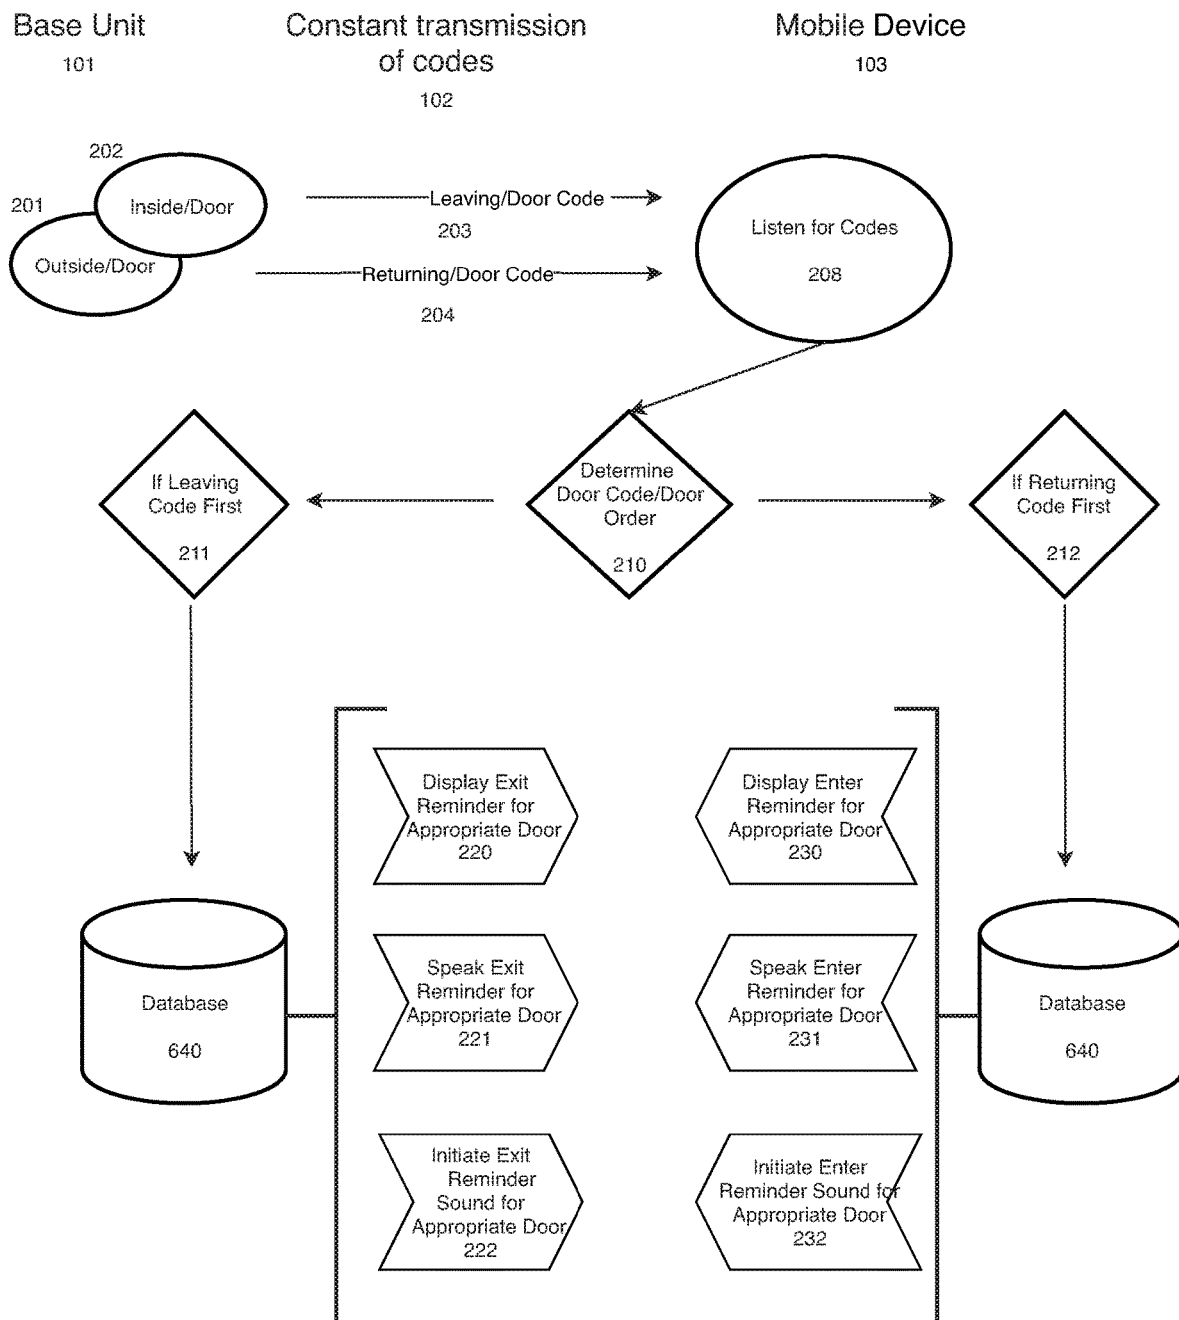 Base Unit
101
Constant transmission
of codes
102
Mobile Device
103
202
Inside/Door
201
Outside/Door
Leaving/Door Code
203
Returning/Door Code
204
Listen for Codes
208
If Leaving
Code First
211
Determine
Door Code/Door
Order
210
If Returning
Code First
212
Display Exit
Reminder for
Appropriate Door
220
Display Enter
Reminder for
Appropriate Door
230
Database
640
Speak Exit
Reminder for
Appropriate Door
221
Speak Enter
Reminder for
Appropriate Door
231
Database
640
Initiate Exit
Reminder
Sound for
Appropriate Door
222
Initiate Enter
Reminder Sound for
Appropriate Door
232